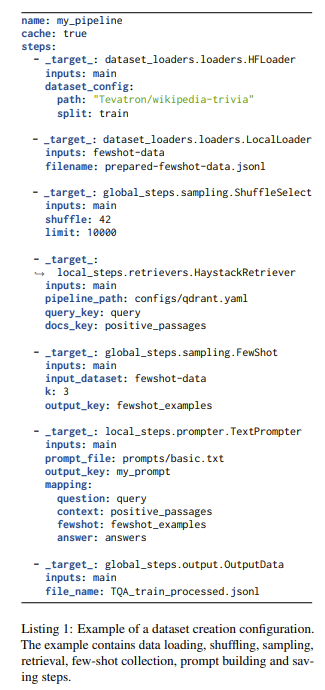 name: my_pipeline
cache: true
steps:
- _target_: dataset_loaders.loaders.HFLoader
inputs: main
dataset_config:
path: "Tevatron/wikipedia-trivia"
split: train
- _target_: dataset_loaders.loaders.LocalLoader
inputs: fewshot-data
filename: prepared-fewshot-data.jsonl
- _target_: global_steps.sampling.ShuffleSelect
inputs: main
shuffle: 42
limit: 10000
- _target_:
↪ local_steps.retrievers.HaystackRetriever
inputs: main
pipeline_path: configs/qdrant.yaml
query_key: query
docs_key: positive_passages
- _target_: global_steps.sampling.FewShot
inputs: main
input_dataset: fewshot-data
k: 3
output_key: fewshot_examples
- _target_: local_steps.prompter.TextPrompter
inputs: main
prompt_file: prompts/basic.txt
output_key: my_prompt
mapping:
question: query
context: positive_passages
fewshot: fewshot_examples
answer: answers
- _target_: global_steps.output.OutputData
inputs: main
file_name: TQA_train_processed.jsonl
Listing 1: Example of a dataset creation configuration.
The example contains data loading, shuffling, sampling,
retrieval, few-shot collection, prompt building and sav-
ing steps.